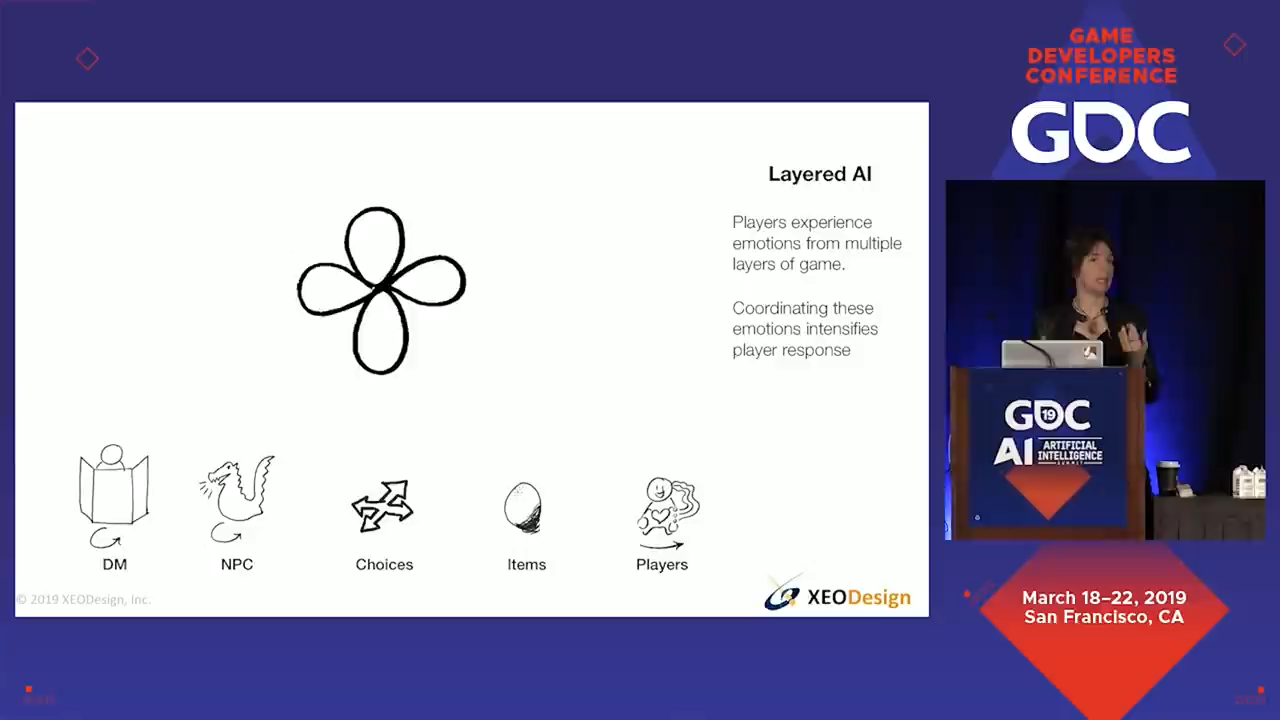 GAME
DEVELOPERS
CONFERENCE
GDC
Layered AI
Players experience
emotions from multiple
layers of game.
Coordinating these
emotions intensifies
player response
DM
NPC
Choices
Items
Players
© 2019 XEODesign, Inc.
XEODesign
GDC
19
AI ARTIFICIAL
INTELLIGENCE
SUMMIT
March 18–22, 2019
San Francisco, CA